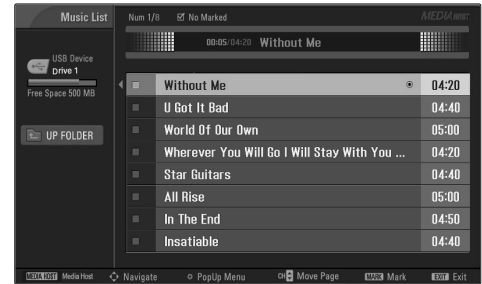 Music List
Num 1/8 ☑ No Marked
MEDIA HOST
00:05/04:20 Without Me
USB Device
Drive 1
Free Space 500 MB
UP FOLDER
Without Me 04:20
U Got It Bad 04:40
World Of Our Own 05:00
Wherever You Will Go I Will Stay With You ... 04:20
Star Guitars 04:40
All Rise 05:00
In The End 04:50
Insatiable 04:40
MEDIA HOST Media Host Navigate PopUp Menu CH Move Page MARK Mark EXIT Exit